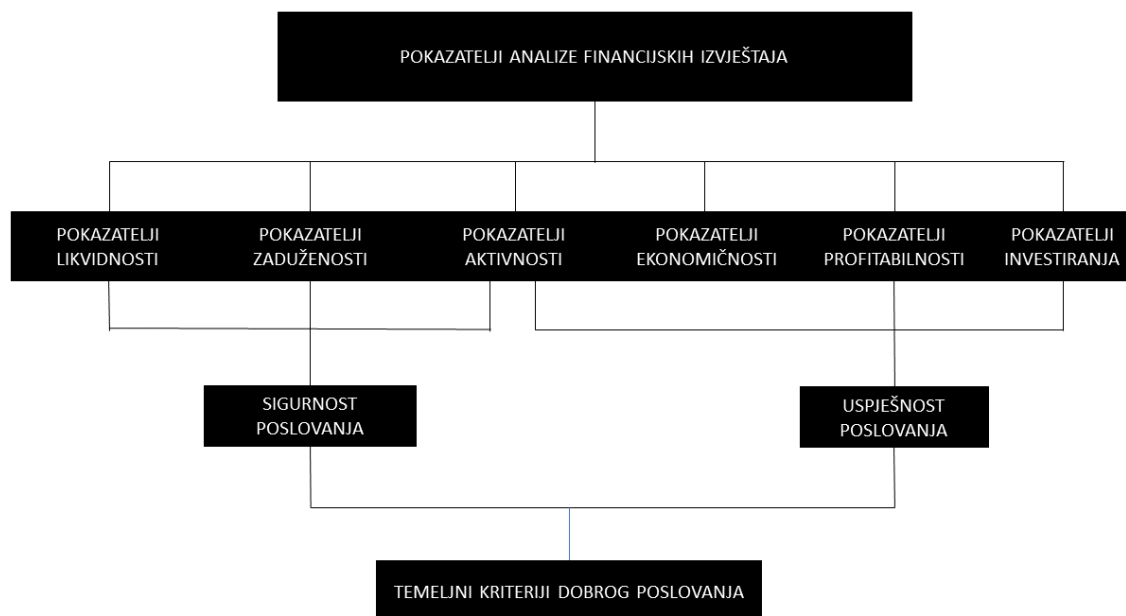 POKAZATELJI ANALIZE FINANCIJSKIH IZVJEŠTAJA
POKAZATELJI
LIKVIDNOSTI
POKAZATELJI
ZADUŽENOSTI
POKAZATELJI
AKTIVNOSTI
POKAZATELJI
EKONOMIČNOSTI
POKAZATELJI
PROFITABILNOSTI
POKAZATELJI
INVESTIRANJA
SIGURNOST
POSLOVANJA
USPJEŠNOST
POSLOVANJA
TEMELJNI KRITERIJI DOBROG POSLOVANJA